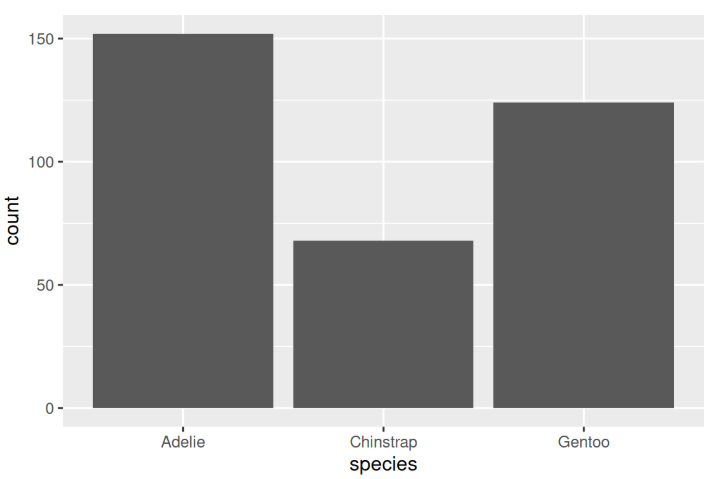 150
100
50
0
count
Adelie
Chinstrap
Gentoo
species